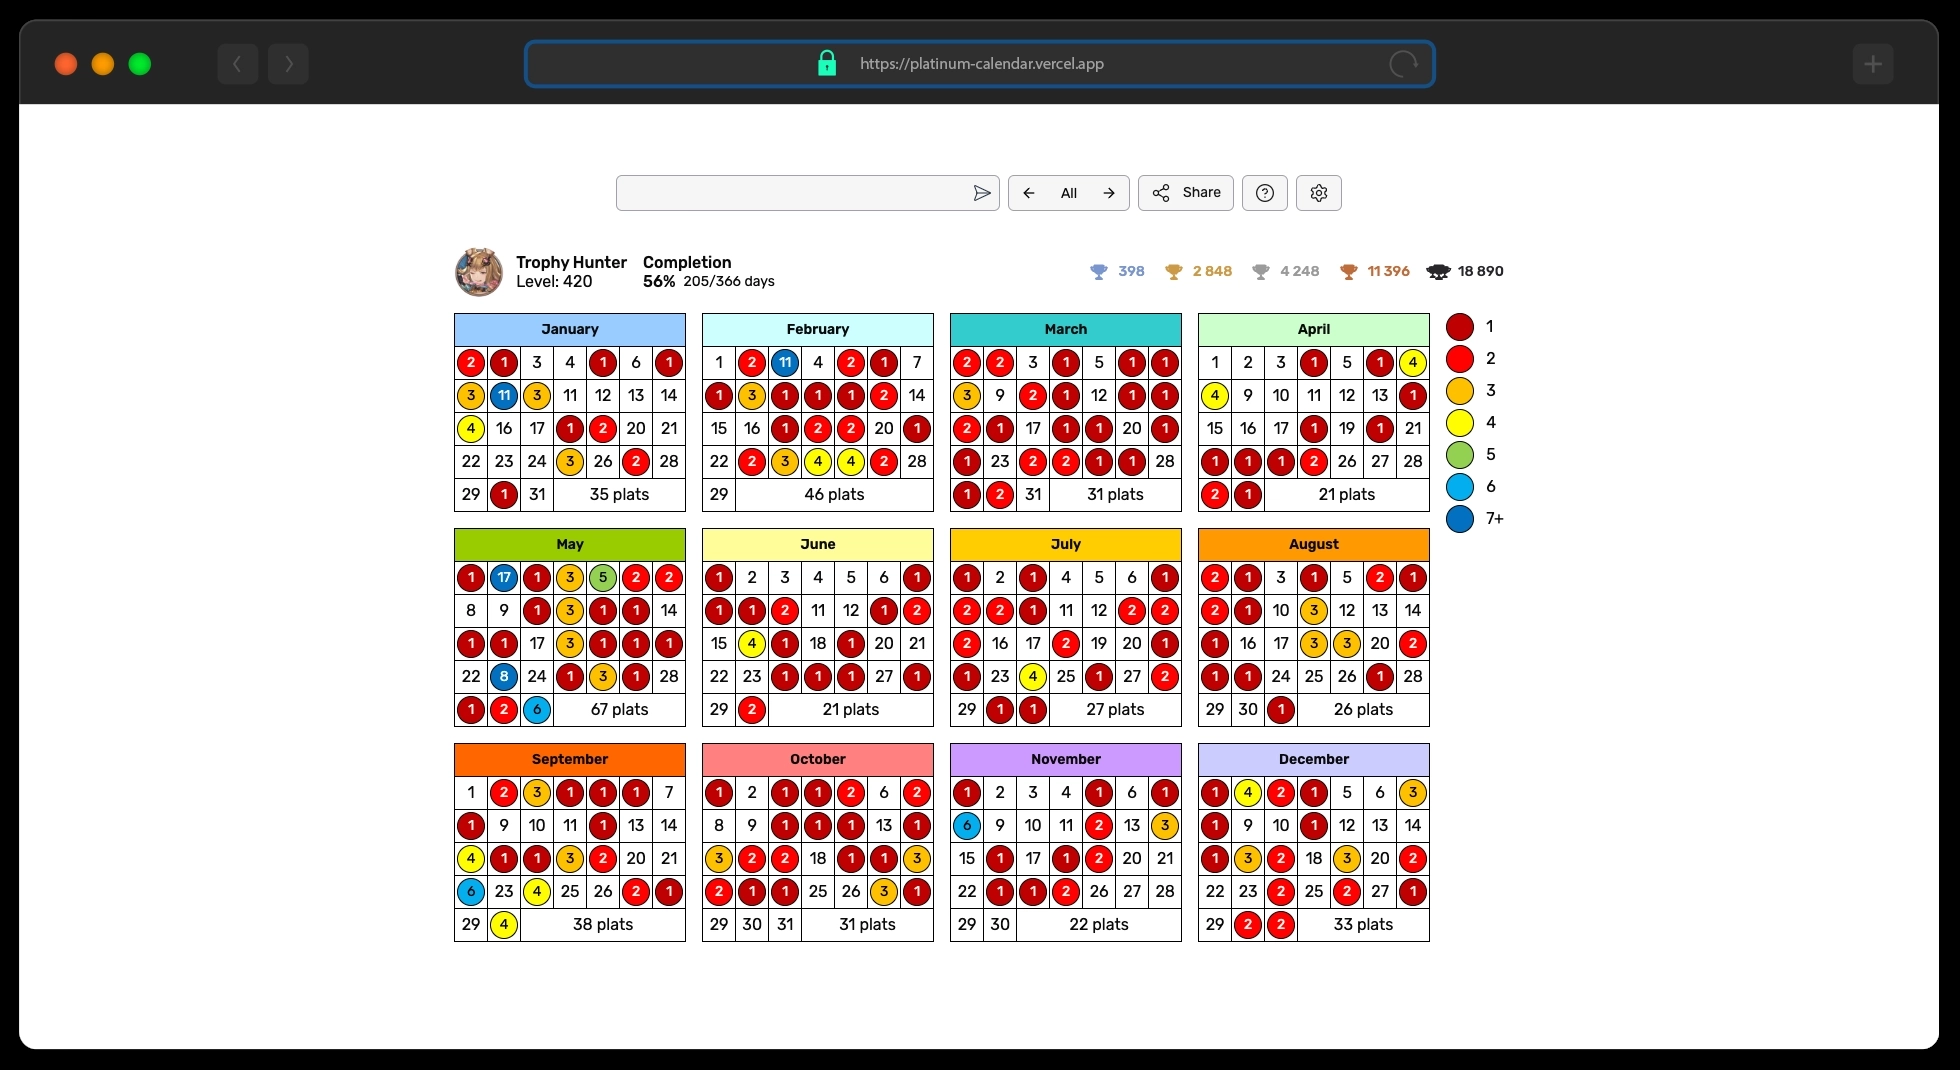 https://platinum-calendar.vercel.app
All Share
Trophy Hunter Completion 398 2 848 4 248 11 396 18 890
Level: 420 56% 205/366 days
January
2 1 3 4 1 6 1
3 11 3 11 12 13 14
4 16 17 1 2 20 21
22 23 24 3 26 2 28
29 1 31 35 plats
February
1 2 11 4 2 1 7
1 3 1 1 1 2 14
15 16 1 2 2 20 1
22 2 3 4 4 2 28
29 46 plats
March
2 2 3 1 5 1 1
3 9 2 1 12 1 1
2 1 17 1 1 20 1
1 23 2 2 1 1 28
1 2 31 31 plats
April
1 2 3 1 5 1 4
4 9 10 11 12 13 1
15 16 17 1 19 1 21
1 1 1 2 26 27 28
2 1 21 plats
1
2
3
4
5
6
7+
May
1 17 1 3 5 2 2
8 9 1 3 1 1 14
1 1 17 3 1 1 1
22 8 24 1 3 1 28
1 2 6 67 plats
June
1 2 3 4 5 6 1
1 1 2 11 12 1 2
15 4 1 18 1 20 21
22 23 1 1 1 27 1
29 2 21 plats
July
1 2 1 4 5 6 1
2 2 1 11 12 2 2
2 16 17 2 19 20 1
1 23 4 25 1 27 2
29 1 1 27 plats
August
2 1 3 1 5 2 1
2 1 10 3 12 13 14
1 16 17 3 3 20 2
1 1 24 25 26 1 28
29 30 1 26 plats
September
1 2 3 1 1 1 7
1 9 10 11 1 13 14
4 1 1 3 2 20 21
6 23 4 25 26 2 1
29 4 38 plats
October
1 2 1 1 2 6 2
8 9 1 1 1 13 1
3 2 2 18 1 1 3
2 1 1 25 26 3 1
29 30 31 31 plats
November
1 2 3 4 1 6 1
6 9 10 11 2 13 3
15 1 17 1 2 20 21
22 1 1 2 26 27 28
29 30 22 plats
December
1 4 2 1 5 6 3
1 9 10 1 12 13 14
1 3 2 18 3 20 2
22 23 2 25 2 27 1
29 2 2 33 plats